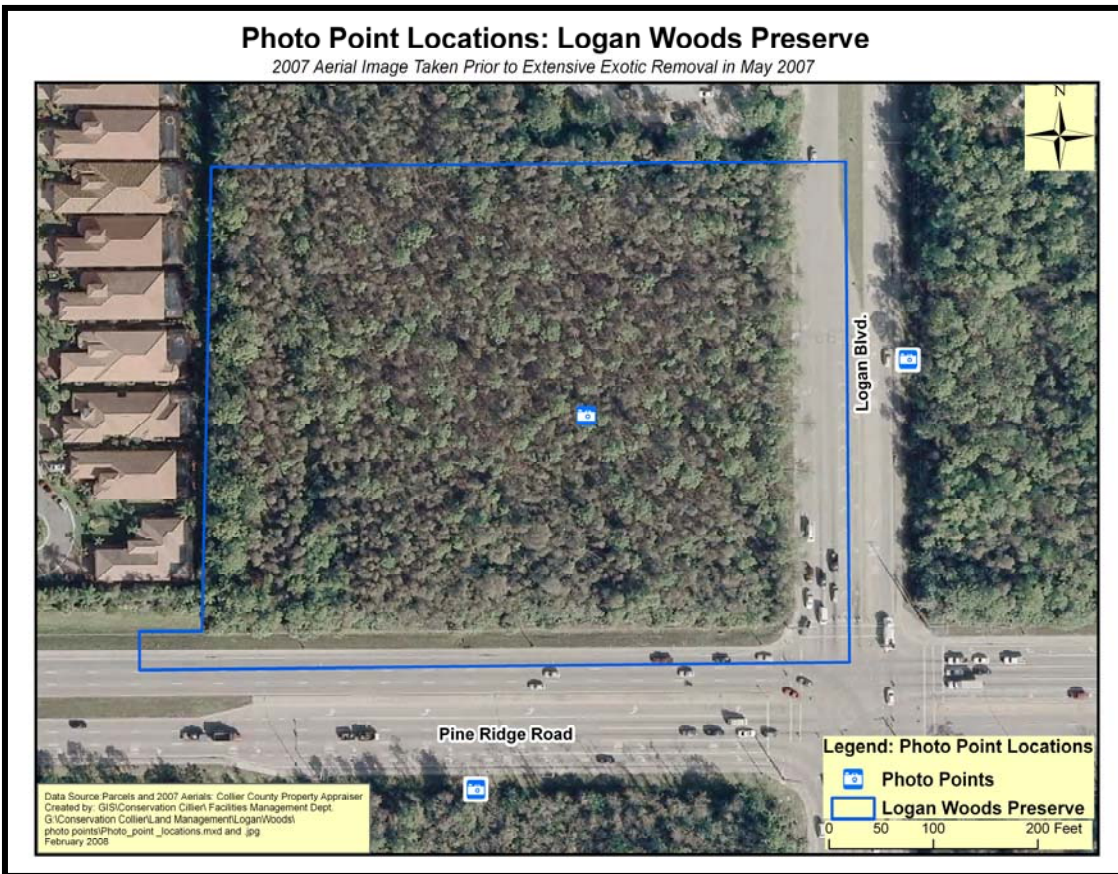 Photo Point Locations: Logan Woods Preserve
2007 Aerial Image Taken Prior to Extensive Exotic Removal in May 2007
N
Logan Blvd.
Pine Ridge Road
Legend: Photo Point Locations
Photo Points
Logan Woods Preserve
0 50 100 200 Feet
Data Source:Parcels and 2007 Aerials: Collier County Property Appraiser
Created by: GIS\Conservation Cillier\ Facilities Management Dept.
G:\Conservation Collier\Land Management\LoganWoods\
photo points\Photo_point _locations.mxd and .jpg
February 2008